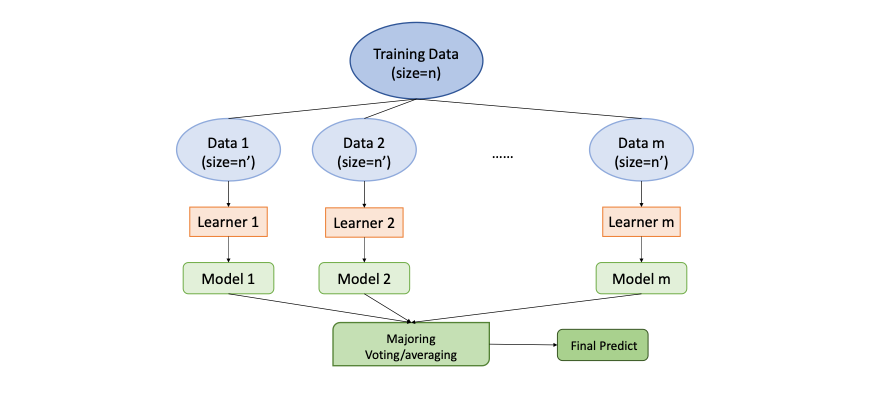 Training Data
(size=n)
Data 1
(size=n’)
Data 2
(size=n’)
......
Data m
(size=n’)
Learner 1
Learner 2
Learner m
Model 1
Model 2
Model m
Majoring
Voting/averaging
Final Predict